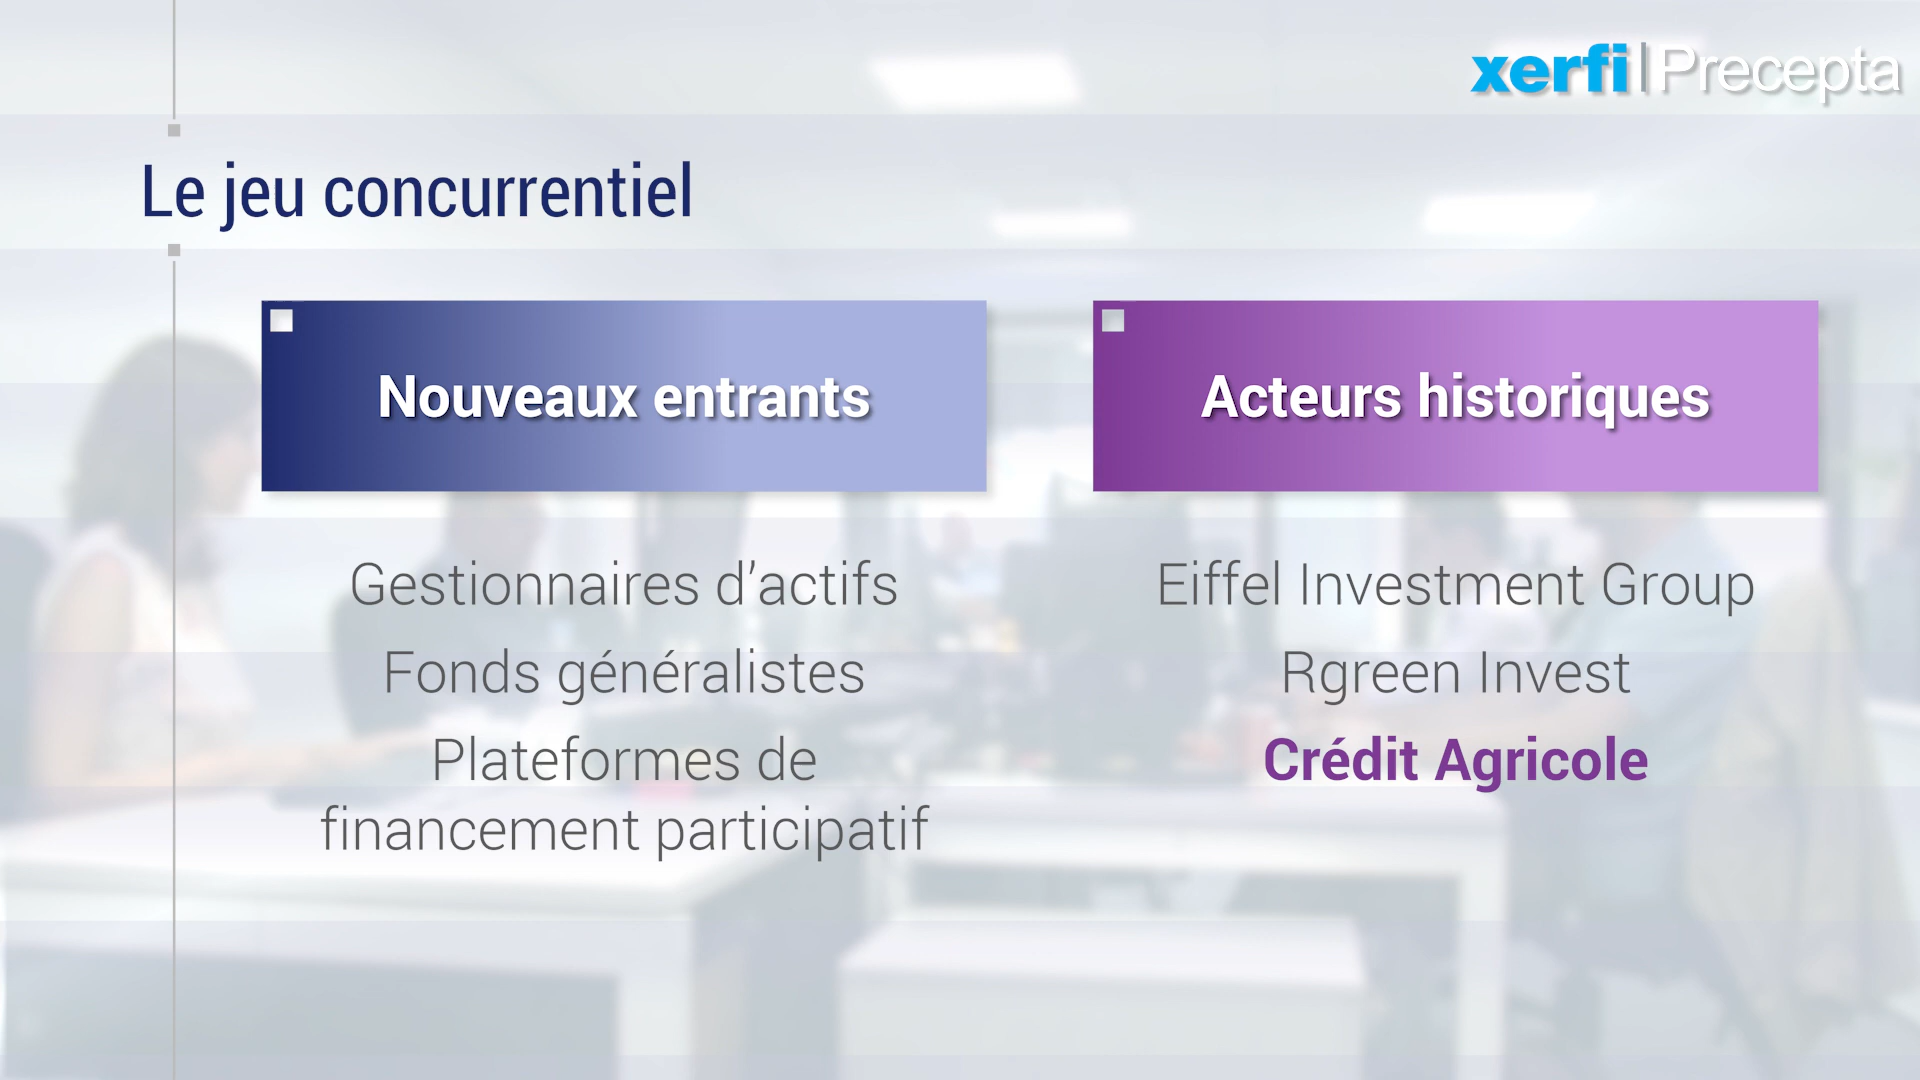 xerfi|Precepta
Le jeu concurrentiel
Nouveaux entrants
Gestionnaires d’actifs
Fonds généralistes
Plateformes de
financement participatif
Acteurs historiques
Eiffel Investment Group
Rgreen Invest
Crédit Agricole